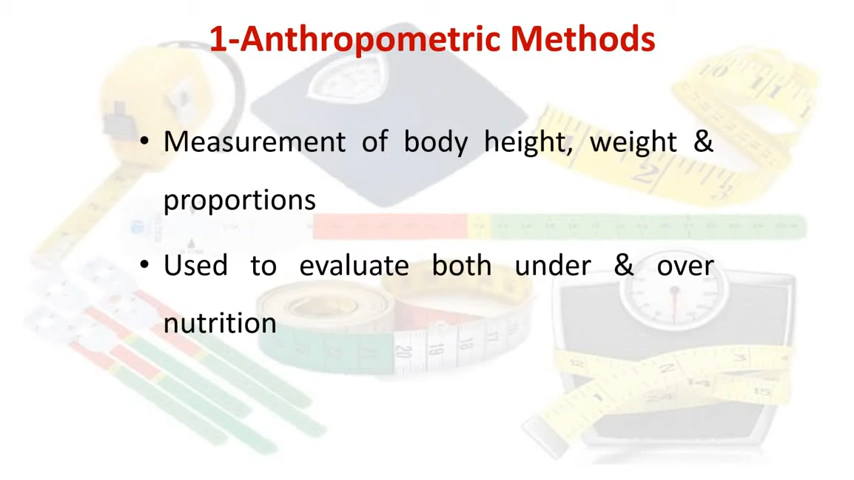 1-Anthropometric Methods
• Measurement of body height, weight &
proportions
• Used to evaluate both under & over
nutrition